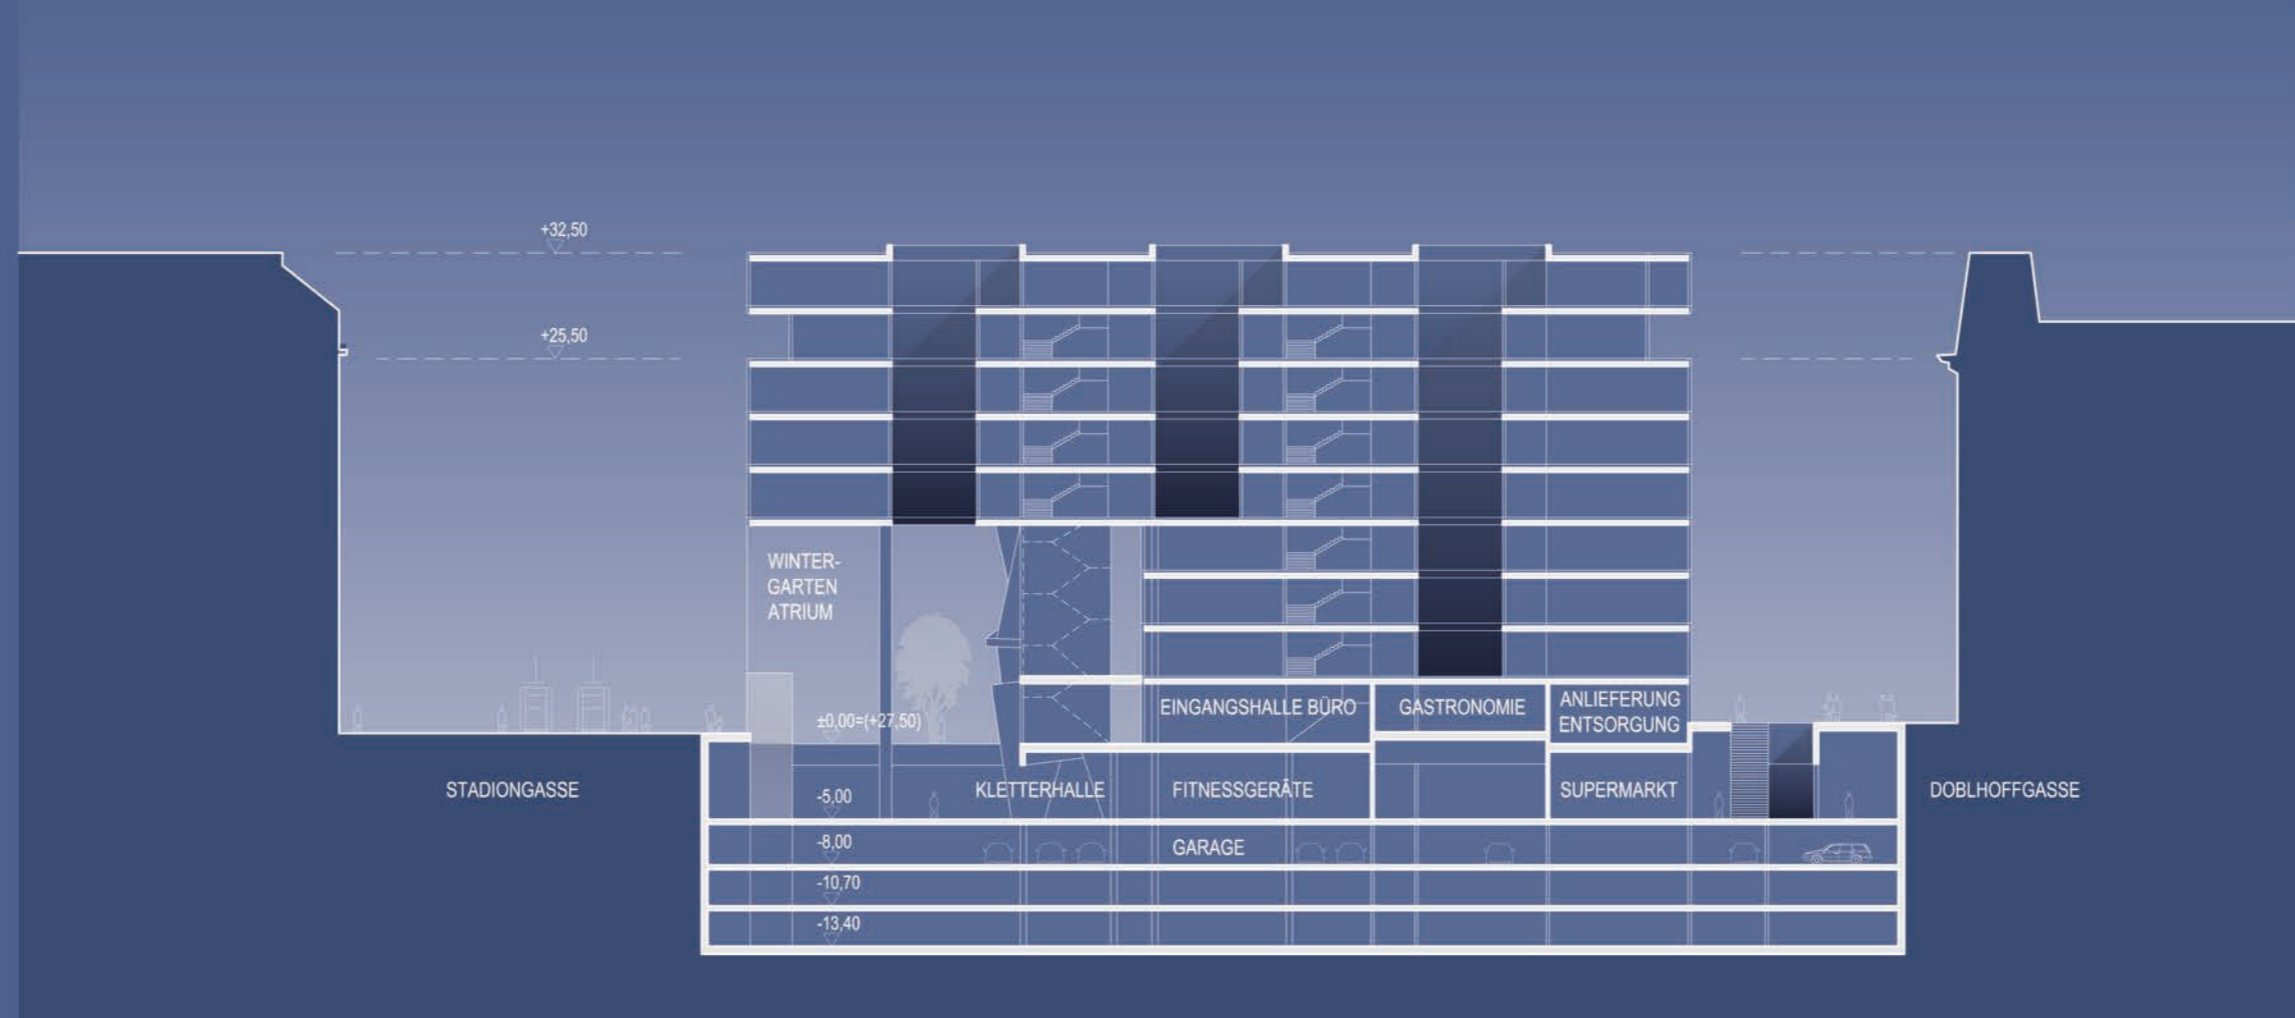 +32,50
+25,50
WINTER-
GARTEN
ATRIUM
EINGANGSHALLE BÜRO
GASTRONOMIE
ANLIEFERUNG
ENTSORGUNG
±0,00=(+27,50)
STADIONGASSE
-5,00
KLETTERHALLE
FITNESSGERÄTE
SUPERMARKT
DOBLHOFFGASSE
-8,00
GARAGE
-10,70
-13,40